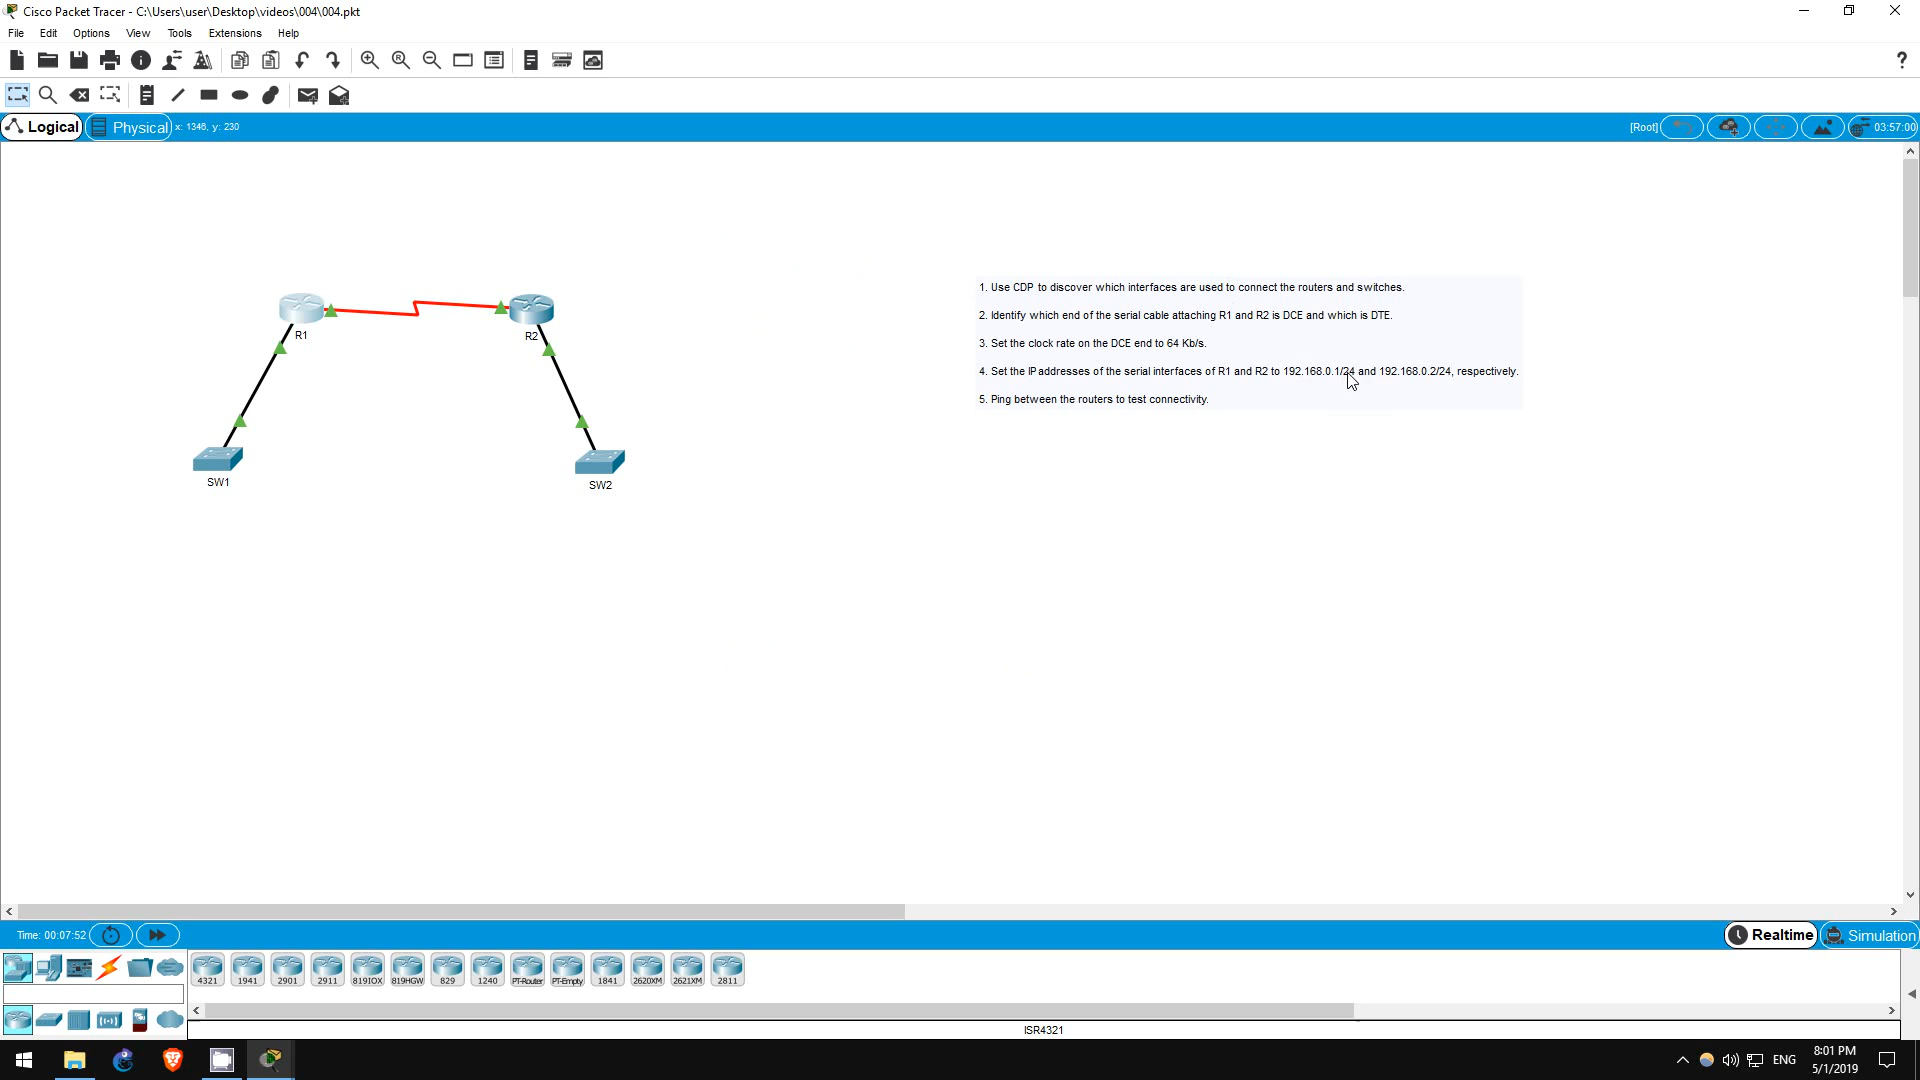 Cisco Packet Tracer - C:\Users\user\Desktop\videos\004\004.pkt
File Edit Options View Tools Extensions Help
?
Logical Physical x: 1346, y: 230 [Root] 03:57:00
1. Use CDP to discover which interfaces are used to connect the routers and switches.
2. Identify which end of the serial cable attaching R1 and R2 is DCE and which is DTE.
3. Set the clock rate on the DCE end to 64 Kb/s.
4. Set the IP addresses of the serial interfaces of R1 and R2 to 192.168.0.1/24 and 192.168.0.2/24, respectively.
5. Ping between the routers to test connectivity.
R1
R2
SW1
SW2
Time: 00:07:52 Realtime Simulation
4321 1941 2901 2911 819IOX 819HGW 829 1240 PT-Router PT-Empty 1841 2620XM 2621XM 2811
ISR4321
ENG
8:01 PM
5/1/2019